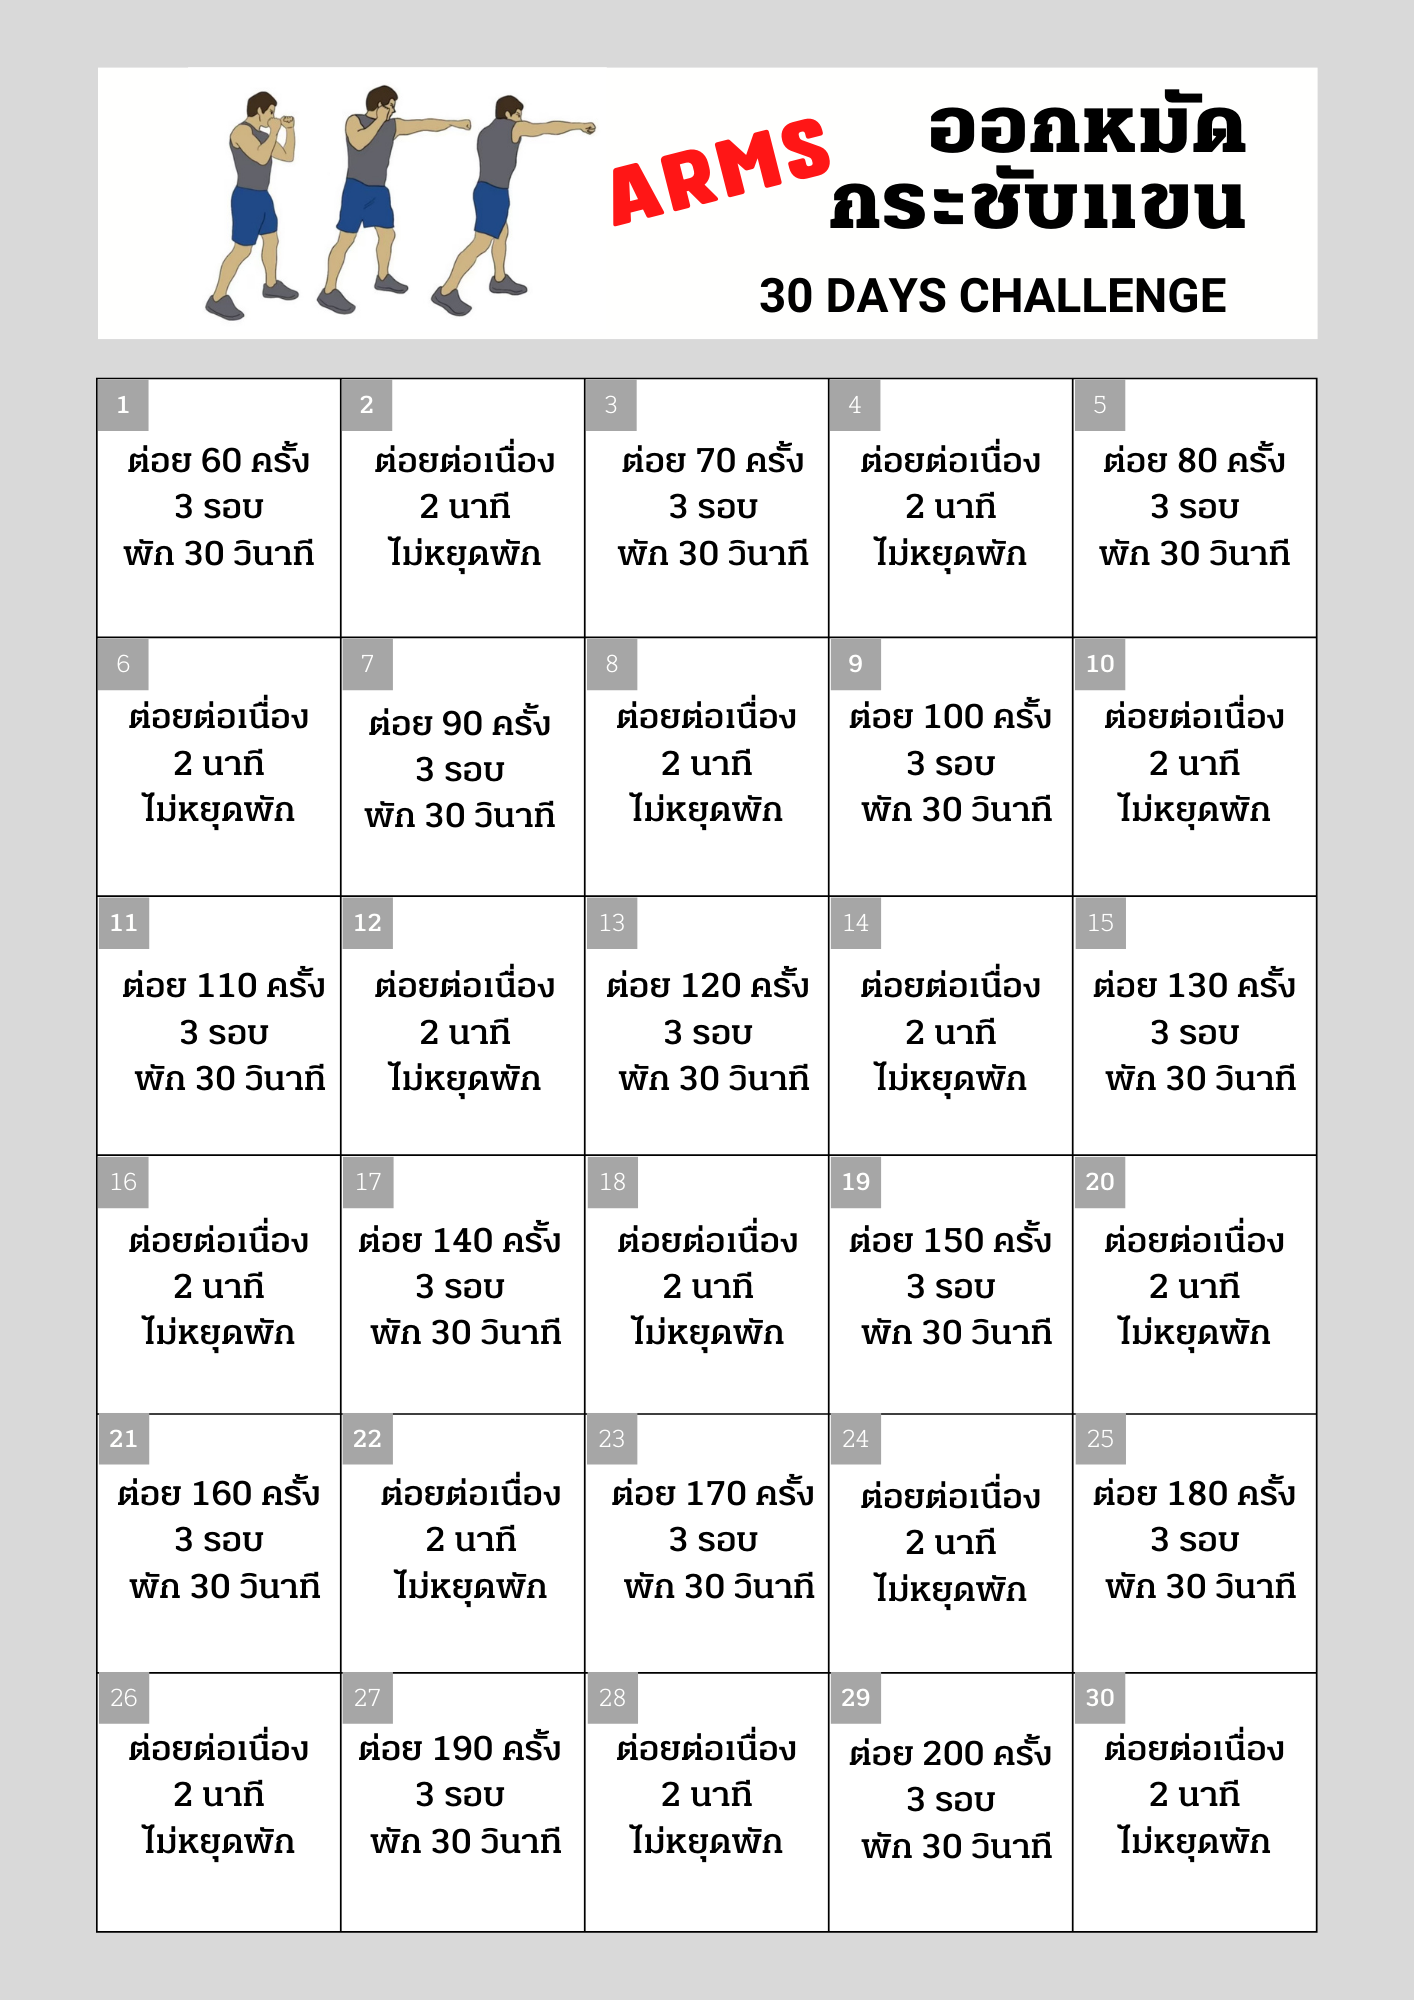 ARMS
ออกหมัด
กระชับแขน
30 DAYS CHALLENGE
1
ต่อย 60 ครั้ง
3 รอบ
พัก 30 วินาที
2
ต่อยต่อเนื่อง
2 นาที
ไม่หยุดพัก
3
ต่อย 70 ครั้ง
3 รอบ
พัก 30 วินาที
4
ต่อยต่อเนื่อง
2 นาที
ไม่หยุดพัก
5
ต่อย 80 ครั้ง
3 รอบ
พัก 30 วินาที
6
ต่อยต่อเนื่อง
2 นาที
ไม่หยุดพัก
7
ต่อย 90 ครั้ง
3 รอบ
พัก 30 วินาที
8
ต่อยต่อเนื่อง
2 นาที
ไม่หยุดพัก
9
ต่อย 100 ครั้ง
3 รอบ
พัก 30 วินาที
10
ต่อยต่อเนื่อง
2 นาที
ไม่หยุดพัก
11
ต่อย 110 ครั้ง
3 รอบ
พัก 30 วินาที
12
ต่อยต่อเนื่อง
2 นาที
ไม่หยุดพัก
13
ต่อย 120 ครั้ง
3 รอบ
พัก 30 วินาที
14
ต่อยต่อเนื่อง
2 นาที
ไม่หยุดพัก
15
ต่อย 130 ครั้ง
3 รอบ
พัก 30 วินาที
16
ต่อยต่อเนื่อง
2 นาที
ไม่หยุดพัก
17
ต่อย 140 ครั้ง
3 รอบ
พัก 30 วินาที
18
ต่อยต่อเนื่อง
2 นาที
ไม่หยุดพัก
19
ต่อย 150 ครั้ง
3 รอบ
พัก 30 วินาที
20
ต่อยต่อเนื่อง
2 นาที
ไม่หยุดพัก
21
ต่อย 160 ครั้ง
3 รอบ
พัก 30 วินาที
22
ต่อยต่อเนื่อง
2 นาที
ไม่หยุดพัก
23
ต่อย 170 ครั้ง
3 รอบ
พัก 30 วินาที
24
ต่อยต่อเนื่อง
2 นาที
ไม่หยุดพัก
25
ต่อย 180 ครั้ง
3 รอบ
พัก 30 วินาที
26
ต่อยต่อเนื่อง
2 นาที
ไม่หยุดพัก
27
ต่อย 190 ครั้ง
3 รอบ
พัก 30 วินาที
28
ต่อยต่อเนื่อง
2 นาที
ไม่หยุดพัก
29
ต่อย 200 ครั้ง
3 รอบ
พัก 30 วินาที
30
ต่อยต่อเนื่อง
2 นาที
ไม่หยุดพัก